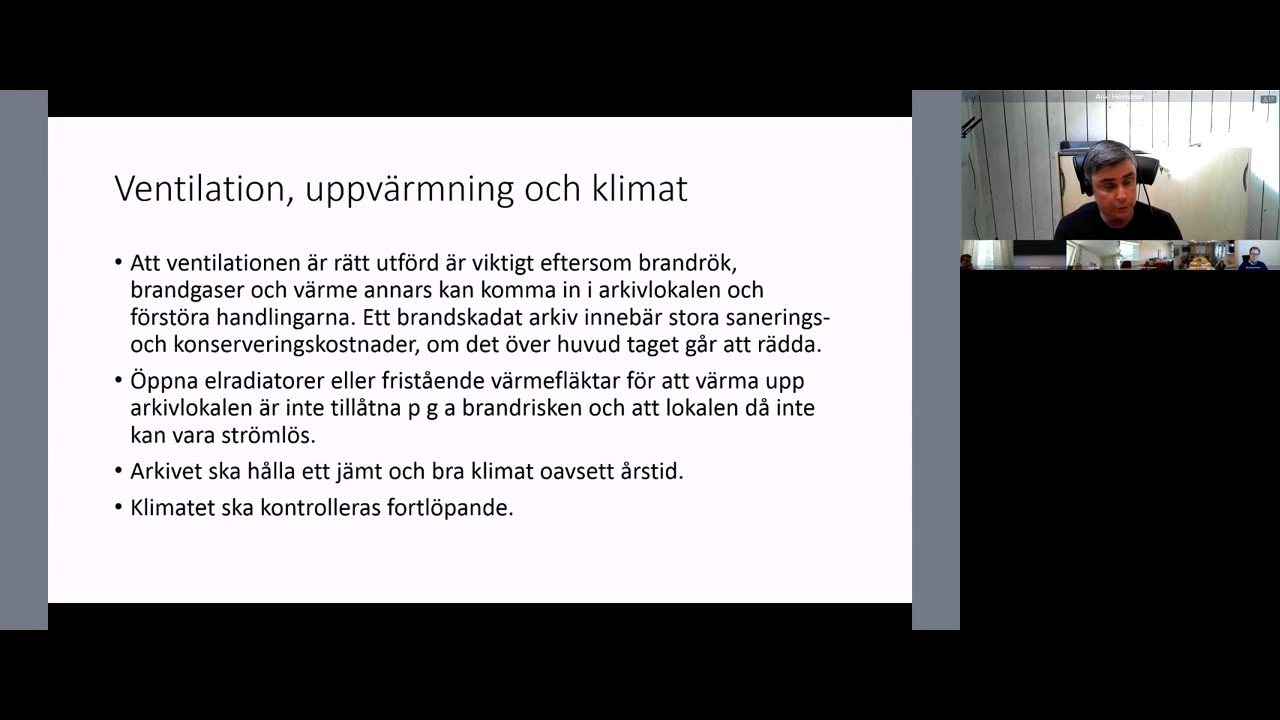 Ventilation, uppvärmning och klimat
• Att ventilationen är rätt utförd är viktigt eftersom brandrök,
brandgaser och värme annars kan komma in i arkivlokalen och
förstöra handlingarna. Ett brandskadat arkiv innebär stora sanerings-
och konserveringskostnader, om det över huvud taget går att rädda.
• Öppna elradiatorer eller fristående värmefläktar för att värma upp
arkivlokalen är inte tillåtna p g a brandrisken och att lokalen då inte
kan vara strömlös.
• Arkivet ska hålla ett jämt och bra klimat oavsett årstid.
• Klimatet ska kontrolleras fortlöpande.